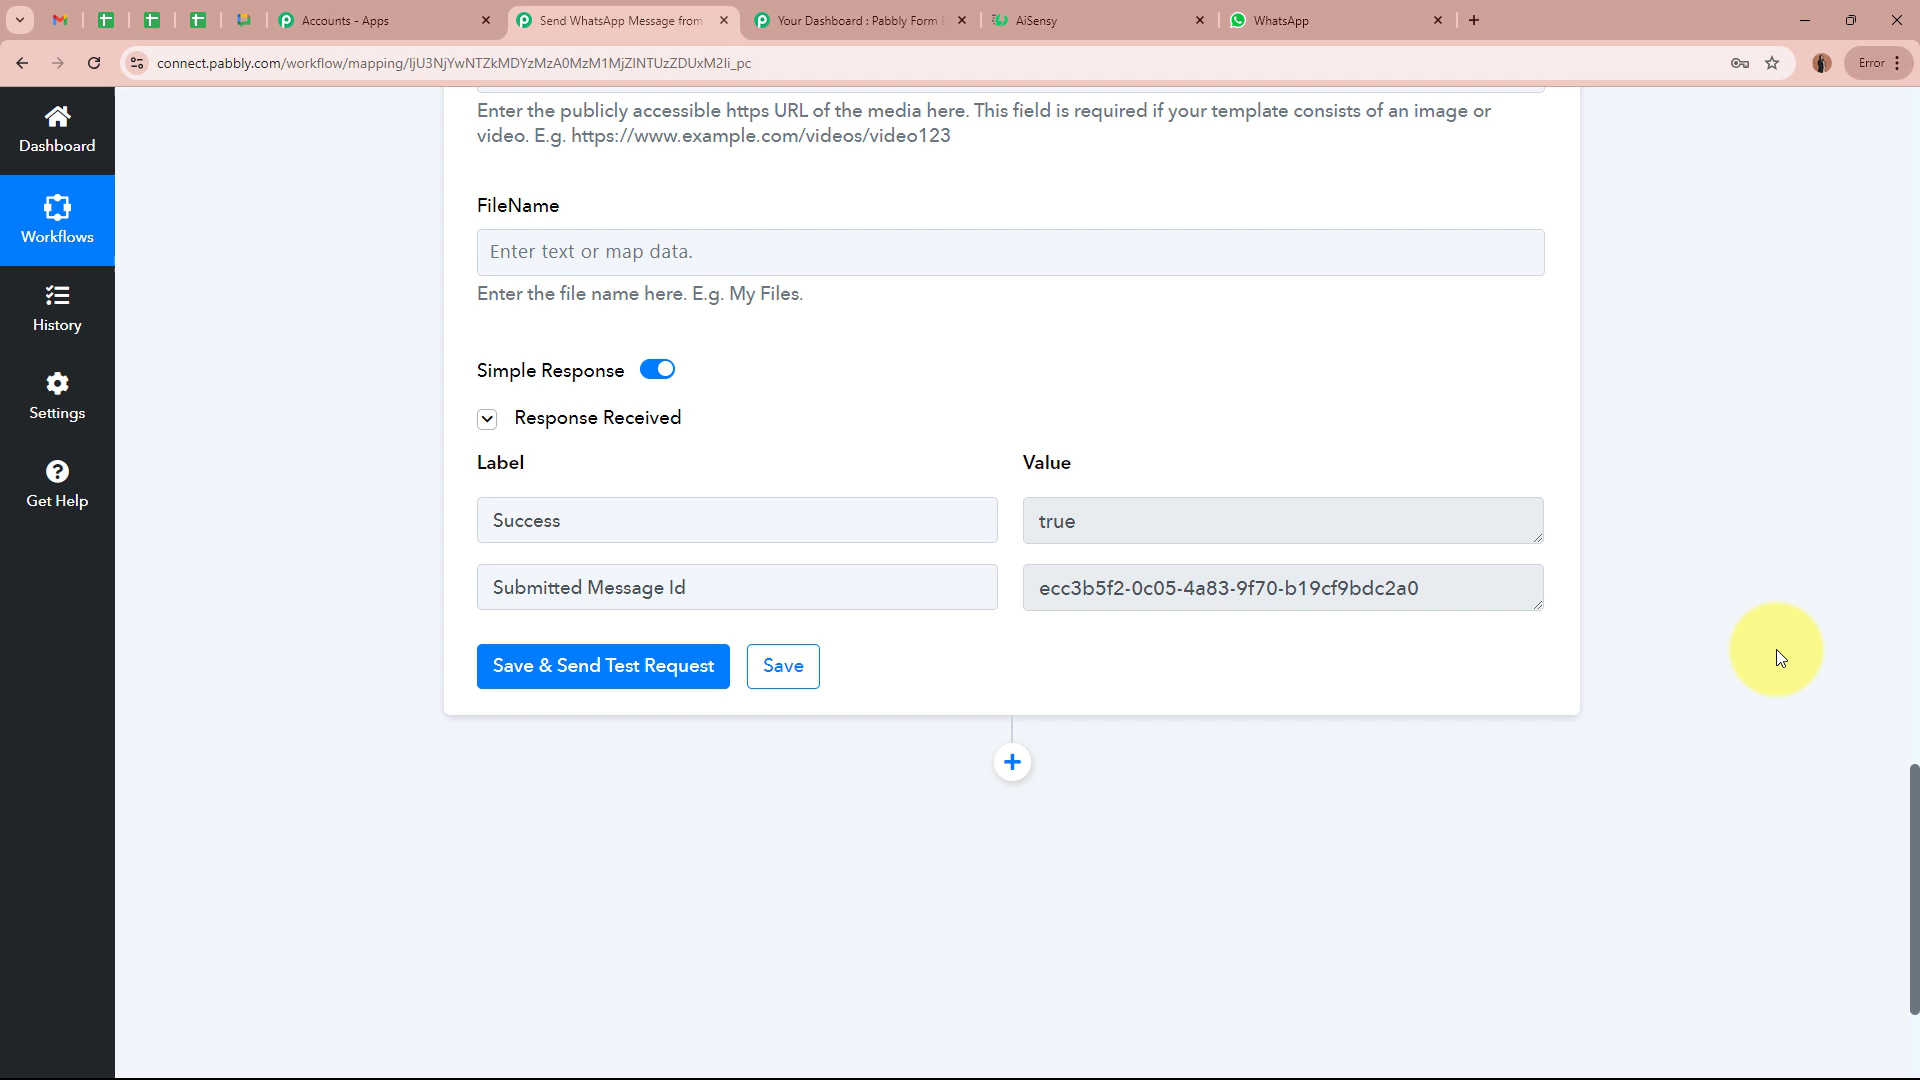 Accounts - Apps
Send WhatsApp Message from
Your Dashboard : Pabbly Form
AiSensy
WhatsApp
connect.pabbly.com/workflow/mapping/IjU3NjYwNTZkMDYzMzA0MzM1MjZlNTUzZDUxM2Ii_pc
Error
Dashboard
Workflows
History
Settings
Get Help
Enter the publicly accessible https URL of the media here. This field is required if your template consists of an image or
video. E.g. https://www.example.com/videos/video123
FileName
Enter text or map data.
Enter the file name here. E.g. My Files.
Simple Response
Response Received
Label
Value
Success
true
Submitted Message Id
ecc3b5f2-0c05-4a83-9f70-b19cf9bdc2a0
Save & Send Test Request
Save